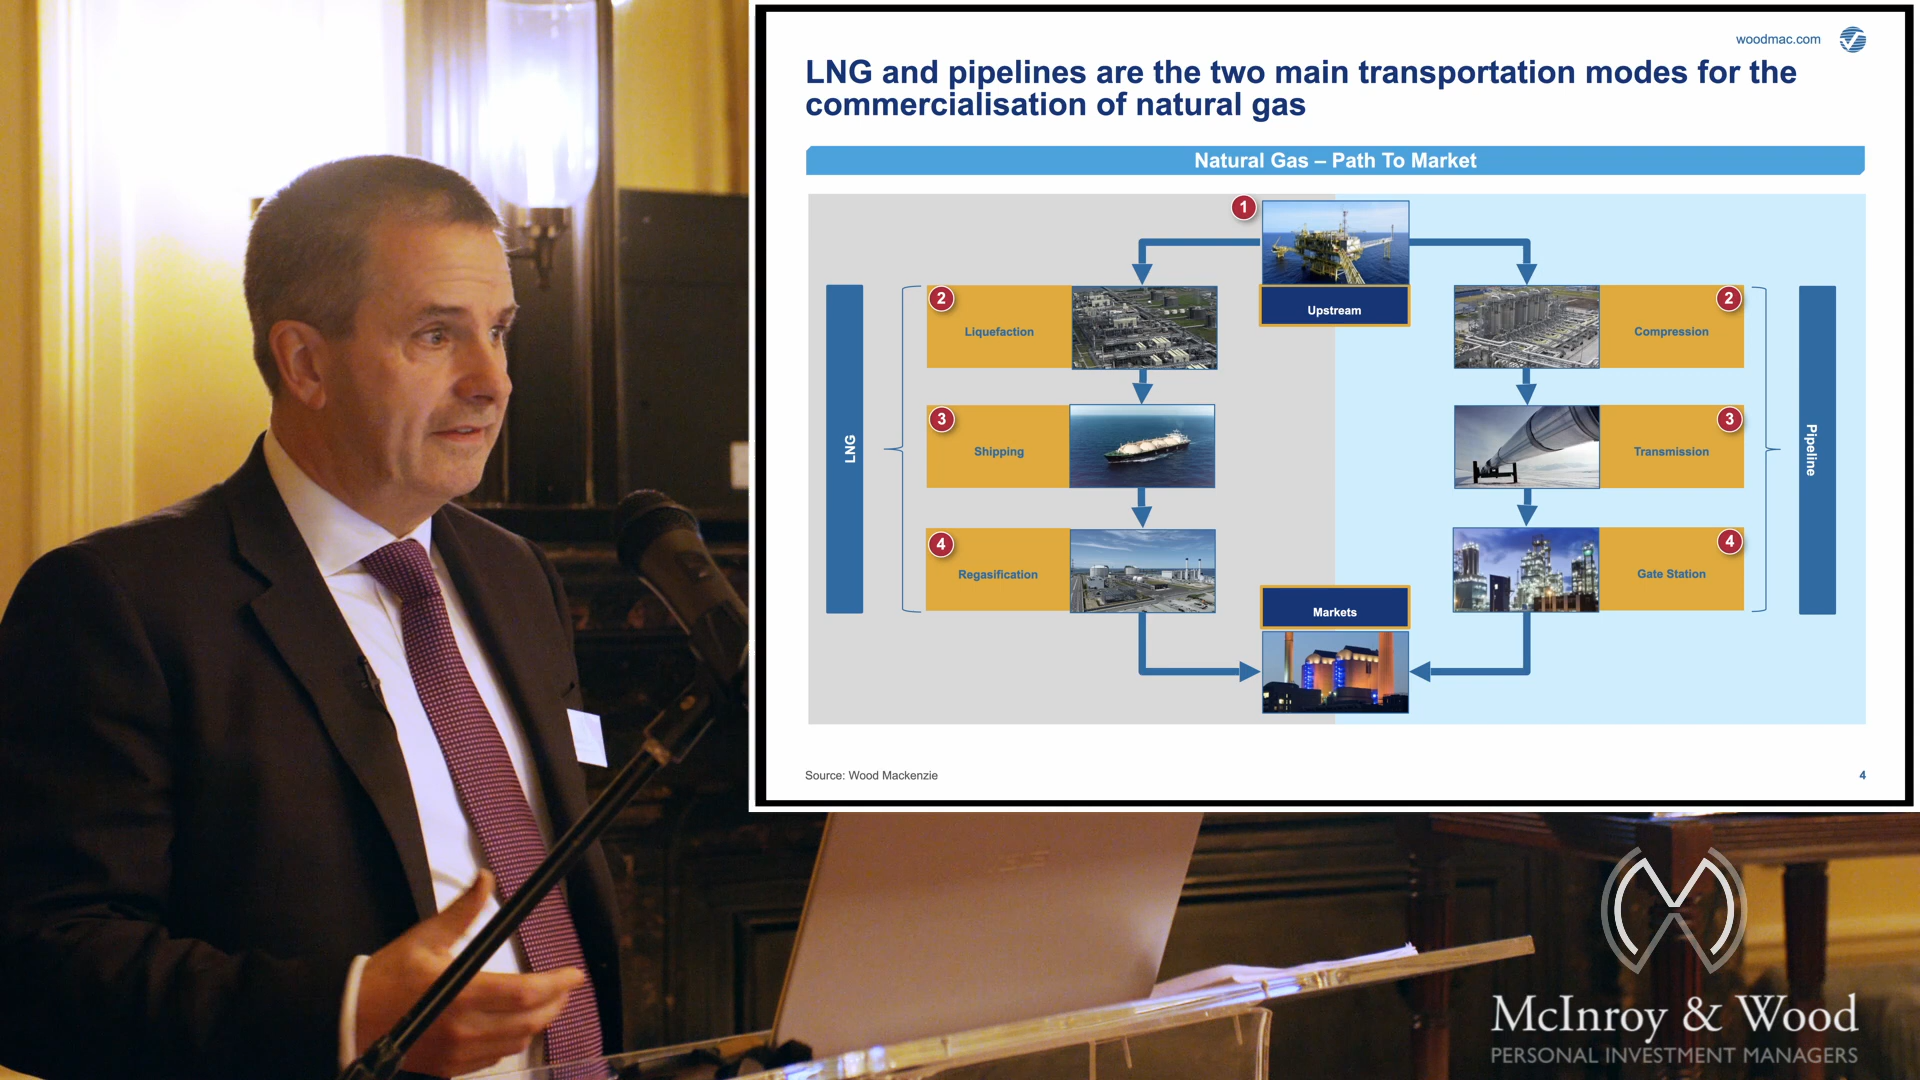 woodmac.com
LNG and pipelines are the two main transportation modes for the
commercialisation of natural gas
Natural Gas – Path To Market
1
Upstream
2
Liquefaction
2
Compression
LNG
3
Shipping
3
Transmission
Pipeline
4
Regasification
4
Gate Station
Markets
Source: Wood Mackenzie
4
McInroy & Wood
PERSONAL INVESTMENT MANAGERS